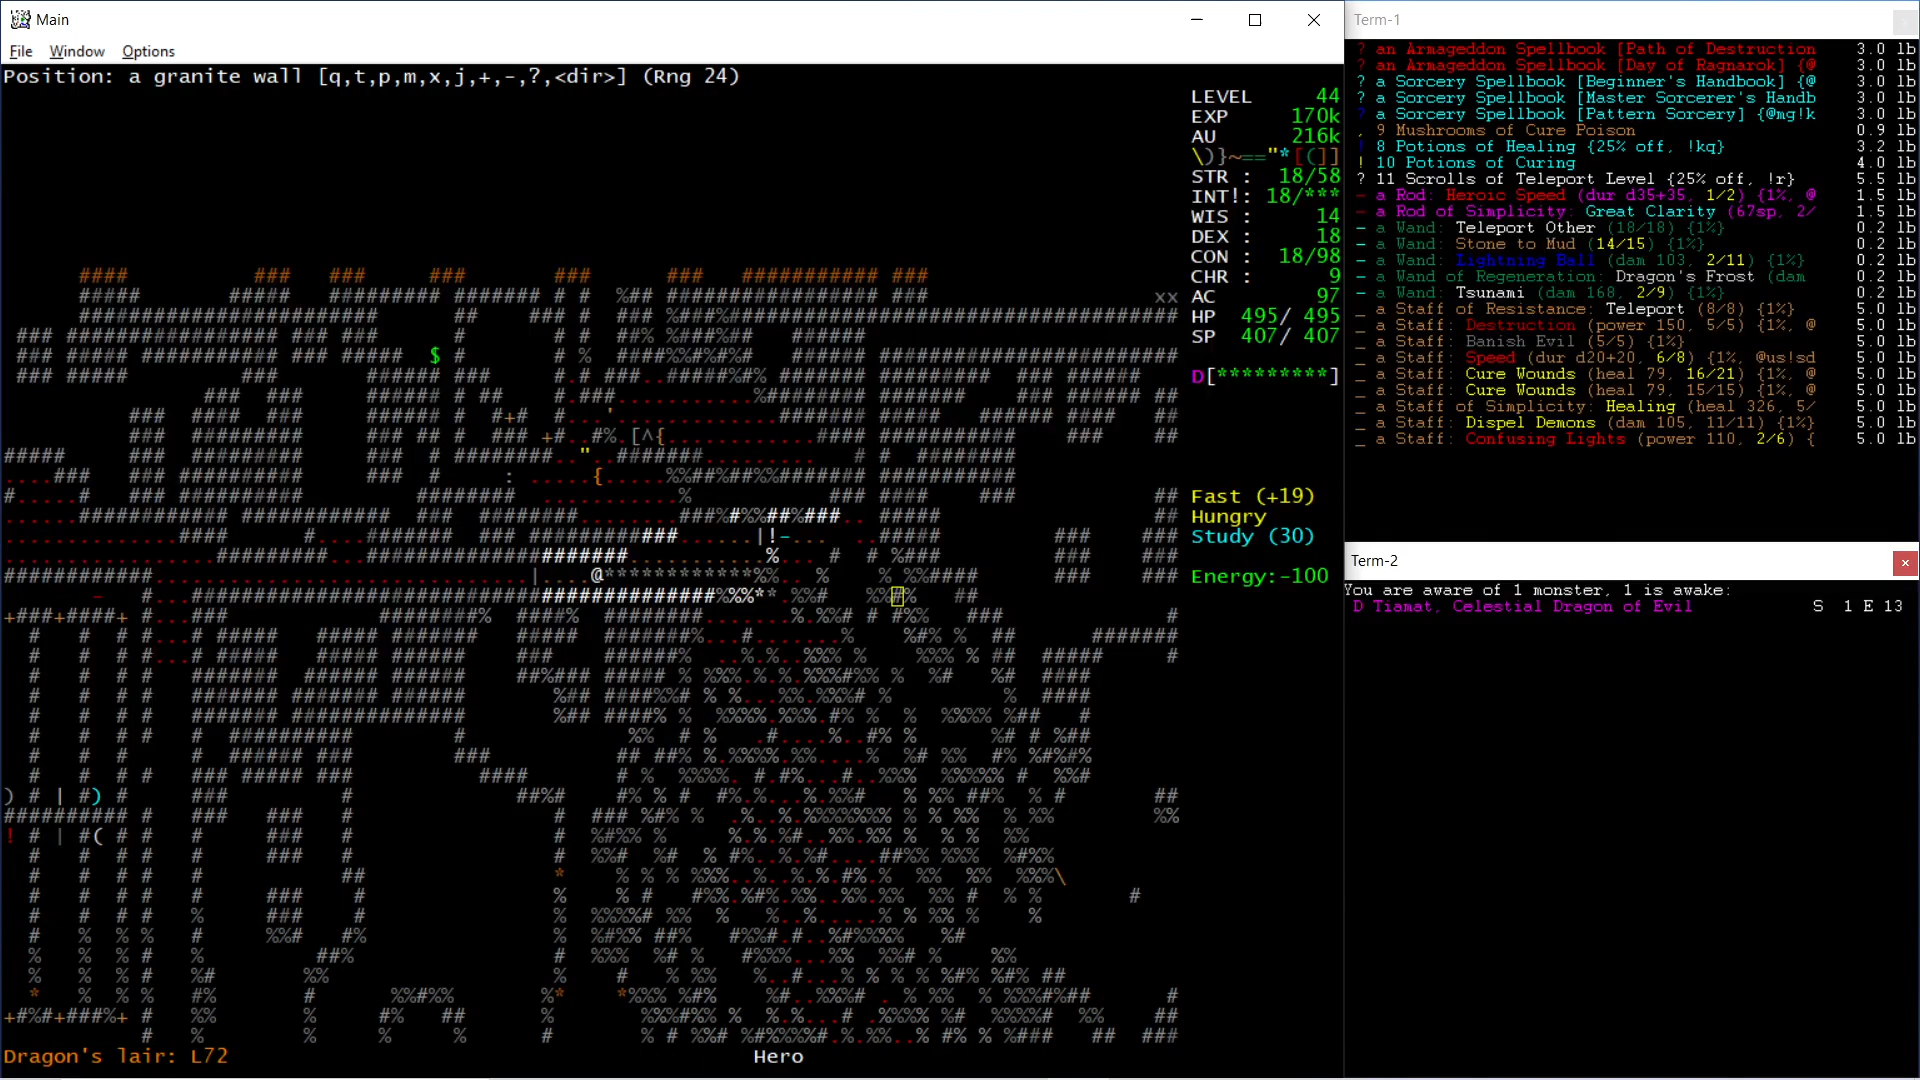 Main
File Window Options
Position: a granite wall [q,t,p,m,x,j,+,-,?,<dir>] (Rng 24)
LEVEL 44
EXP 170k
AU 216k
STR : 18/58
INT!: 18/***
WIS : 14
DEX : 18
CON : 18/98
CHR : 9
AC 97
HP 495/ 495
SP 407/ 407
D[*********]
Fast (+19)
Hungry
Study (30)
Energy:-100
Dragon's lair: L72
Hero
Term-1
? an Armageddon Spellbook [Path of Destruction 3.0 lb
? an Armageddon Spellbook [Day of Ragnarok] {@ 3.0 lb
? a Sorcery Spellbook [Beginner's Handbook] {@ 3.0 lb
? a Sorcery Spellbook [Master Sorcerer's Handb 3.0 lb
? a Sorcery Spellbook [Pattern Sorcery] {@mg!k 3.0 lb
, 9 Mushrooms of Cure Poison 0.9 lb
! 8 Potions of Healing {25% off, !kq} 3.2 lb
! 10 Potions of Curing 4.0 lb
? 11 Scrolls of Teleport Level {25% off, !r} 5.5 lb
- a Rod: Heroic Speed (dur d35+35, 1/2) {1%, @ 1.5 lb
- a Rod of Simplicity: Great Clarity (67sp, 2/ 1.5 lb
- a Wand: Teleport Other (18/18) {1%} 0.2 lb
- a Wand: Stone to Mud (14/15) {1%} 0.2 lb
- a Wand: Lightning Ball (dam 103, 2/11) {1%} 0.2 lb
- a Wand of Regeneration: Dragon's Frost (dam 0.2 lb
- a Wand: Tsunami (dam 168, 2/9) {1%} 0.2 lb
_ a Staff of Resistance: Teleport (8/8) {1%} 5.0 lb
_ a Staff: Destruction (power 150, 5/5) {1%, @ 5.0 lb
_ a Staff: Banish Evil (5/5) {1%} 5.0 lb
_ a Staff: Speed (dur d20+20, 6/8) {1%, @us!sd 5.0 lb
_ a Staff: Cure Wounds (heal 79, 16/21) {1%, @ 5.0 lb
_ a Staff: Cure Wounds (heal 79, 15/15) {1%, @ 5.0 lb
_ a Staff of Simplicity: Healing (heal 326, 5/ 5.0 lb
_ a Staff: Dispel Demons (dam 105, 11/11) {1%} 5.0 lb
_ a Staff: Confusing Lights (power 110, 2/6) { 5.0 lb
Term-2
You are aware of 1 monster, 1 is awake:
D Tiamat, Celestial Dragon of Evil S 1 E 13